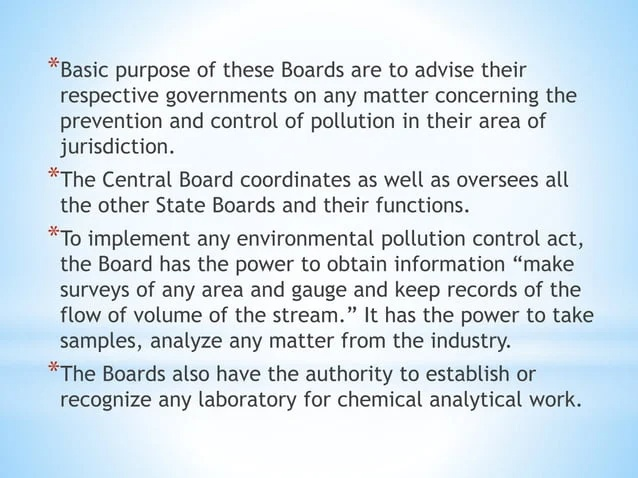 *Basic purpose of these Boards are to advise their
respective governments on any matter concerning the
prevention and control of pollution in their area of
jurisdiction.
*The Central Board coordinates as well as oversees all
the other State Boards and their functions.
*To implement any environmental pollution control act,
the Board has the power to obtain information “make
surveys of any area and gauge and keep records of the
flow of volume of the stream.” It has the power to take
samples, analyze any matter from the industry.
*The Boards also have the authority to establish or
recognize any laboratory for chemical analytical work.